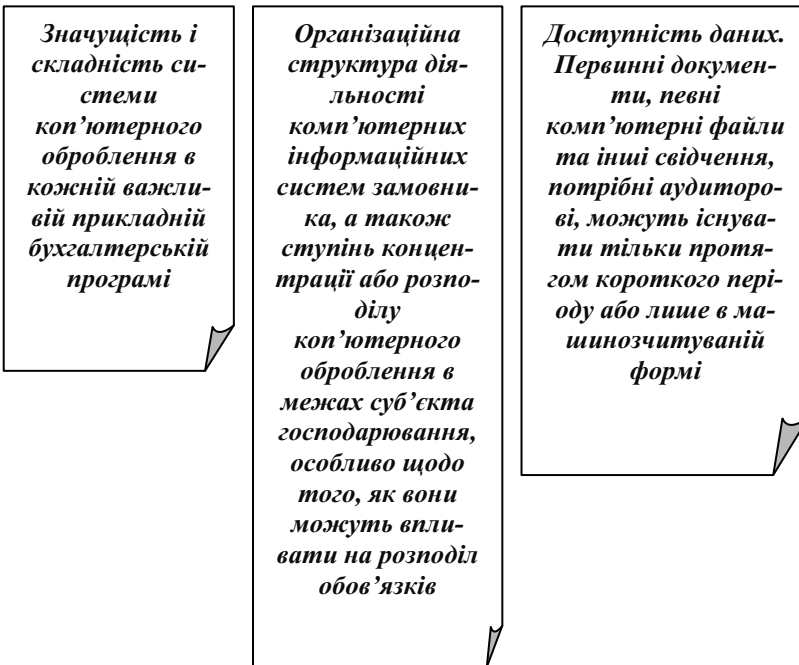 Значущість і
складність си-
стеми
коп’ютерного
оброблення в
кожній важли-
вій прикладній
бухгалтерській
програмі
Організаційна
структура дія-
льності
комп’ютерних
інформаційних
систем замовни-
ка, а також
ступінь концен-
трації або розпо-
ділу
коп’ютерного
оброблення в
межах суб’єкта
господарювання,
особливо щодо
того, як вони
можуть впли-
вати на розподіл
обов’язків
Доступність даних.
Первинні докумен-
ти, певні
комп’ютерні файли
та інші свідчення,
потрібні аудиторо-
ві, можуть існува-
ти тільки протя-
гом короткого пері-
оду або лише в ма-
шинозчитуваній
формі